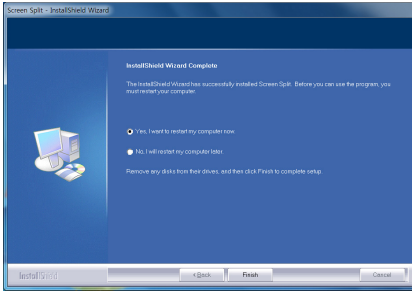 Screen Split - InstallShield Wizard
InstallShield Wizard Complete
The InstallShield Wizard has successfully installed Screen Split. Before you can use the program, you
must restart your computer.
Yes, I want to restart my computer now.
No, I will restart my computer later.
Remove any disks from their drives, and then click Finish to complete setup.
InstallShield
< Back Finish Cancel